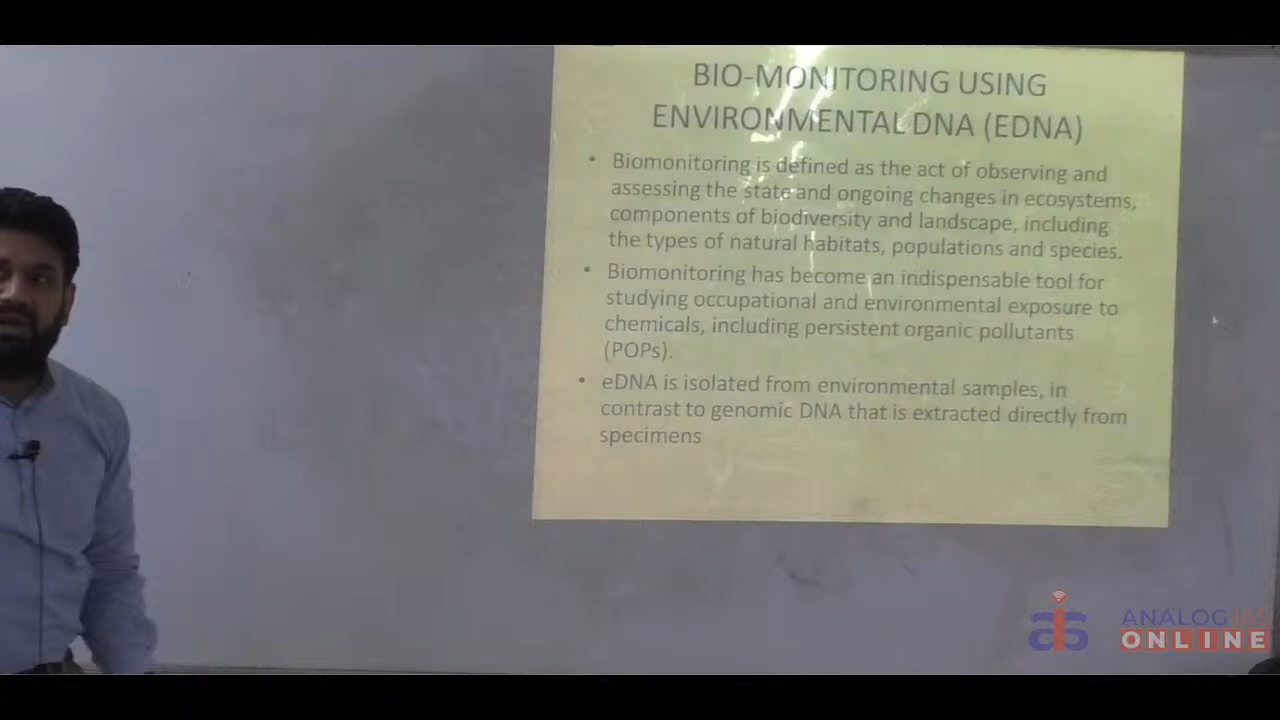 BIO-MONITORING USING
ENVIRONMENTAL DNA (EDNA)
• Biomonitoring is defined as the act of observing and
assessing the state and ongoing changes in ecosystems,
components of biodiversity and landscape, including
the types of natural habitats, populations and species.
• Biomonitoring has become an indispensable tool for
studying occupational and environmental exposure to
chemicals, including persistent organic pollutants
(POPs).
• eDNA is isolated from environmental samples, in
contrast to genomic DNA that is extracted directly from
specimens
ais ANALOG IAS
ONLINE